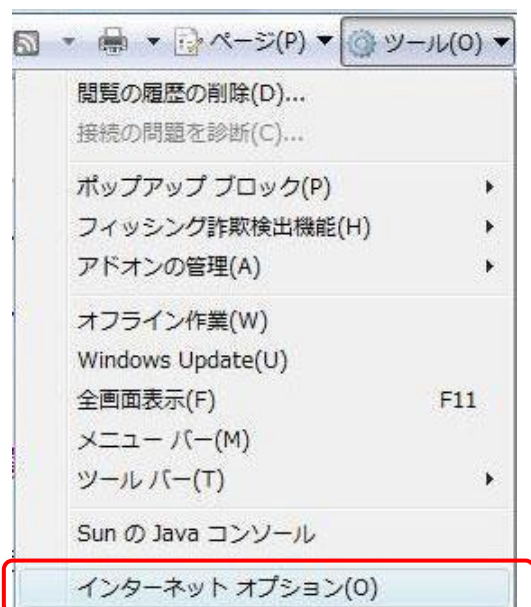 ページ(P) ツール(O)
閲覧の履歴の削除(D)...
接続の問題を診断(C)...
ポップアップ ブロック(P)
フィッシング詐欺検出機能(H)
アドオンの管理(A)
オフライン作業(W)
Windows Update(U)
全画面表示(F) F11
メニュー バー(M)
ツール バー(T)
Sun の Java コンソール
インターネット オプション(O)